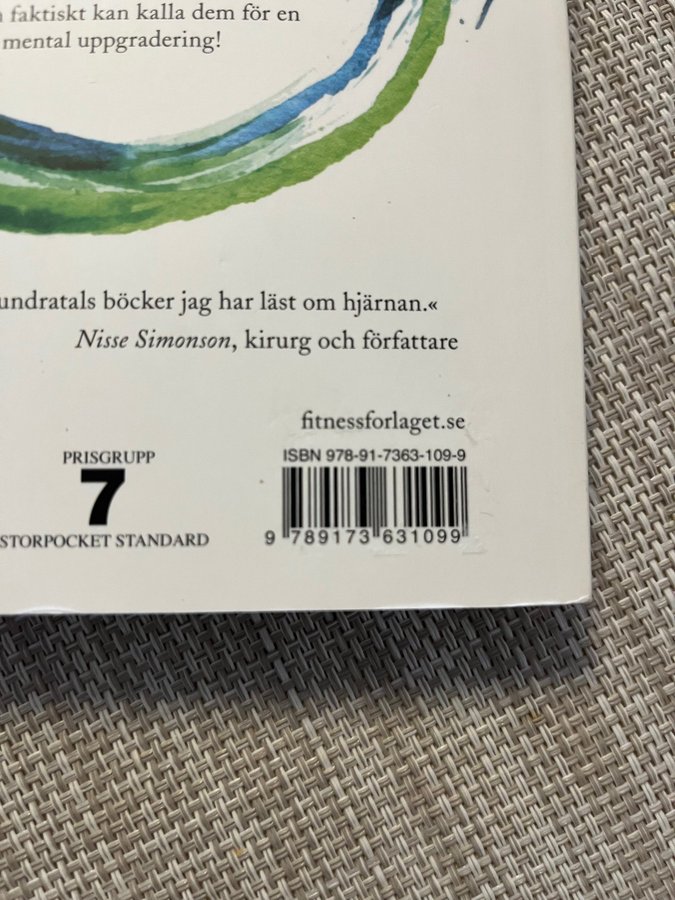 faktiskt kan kalla dem för en
mental uppgradering!
undratals böcker jag har läst om hjärnan.«
Nisse Simonson, kirurg och författare
fitnessforlaget.se
PRISGRUPP
7
STORPOCKET STANDARD
ISBN 978-91-7363-109-9
9 789173 631099